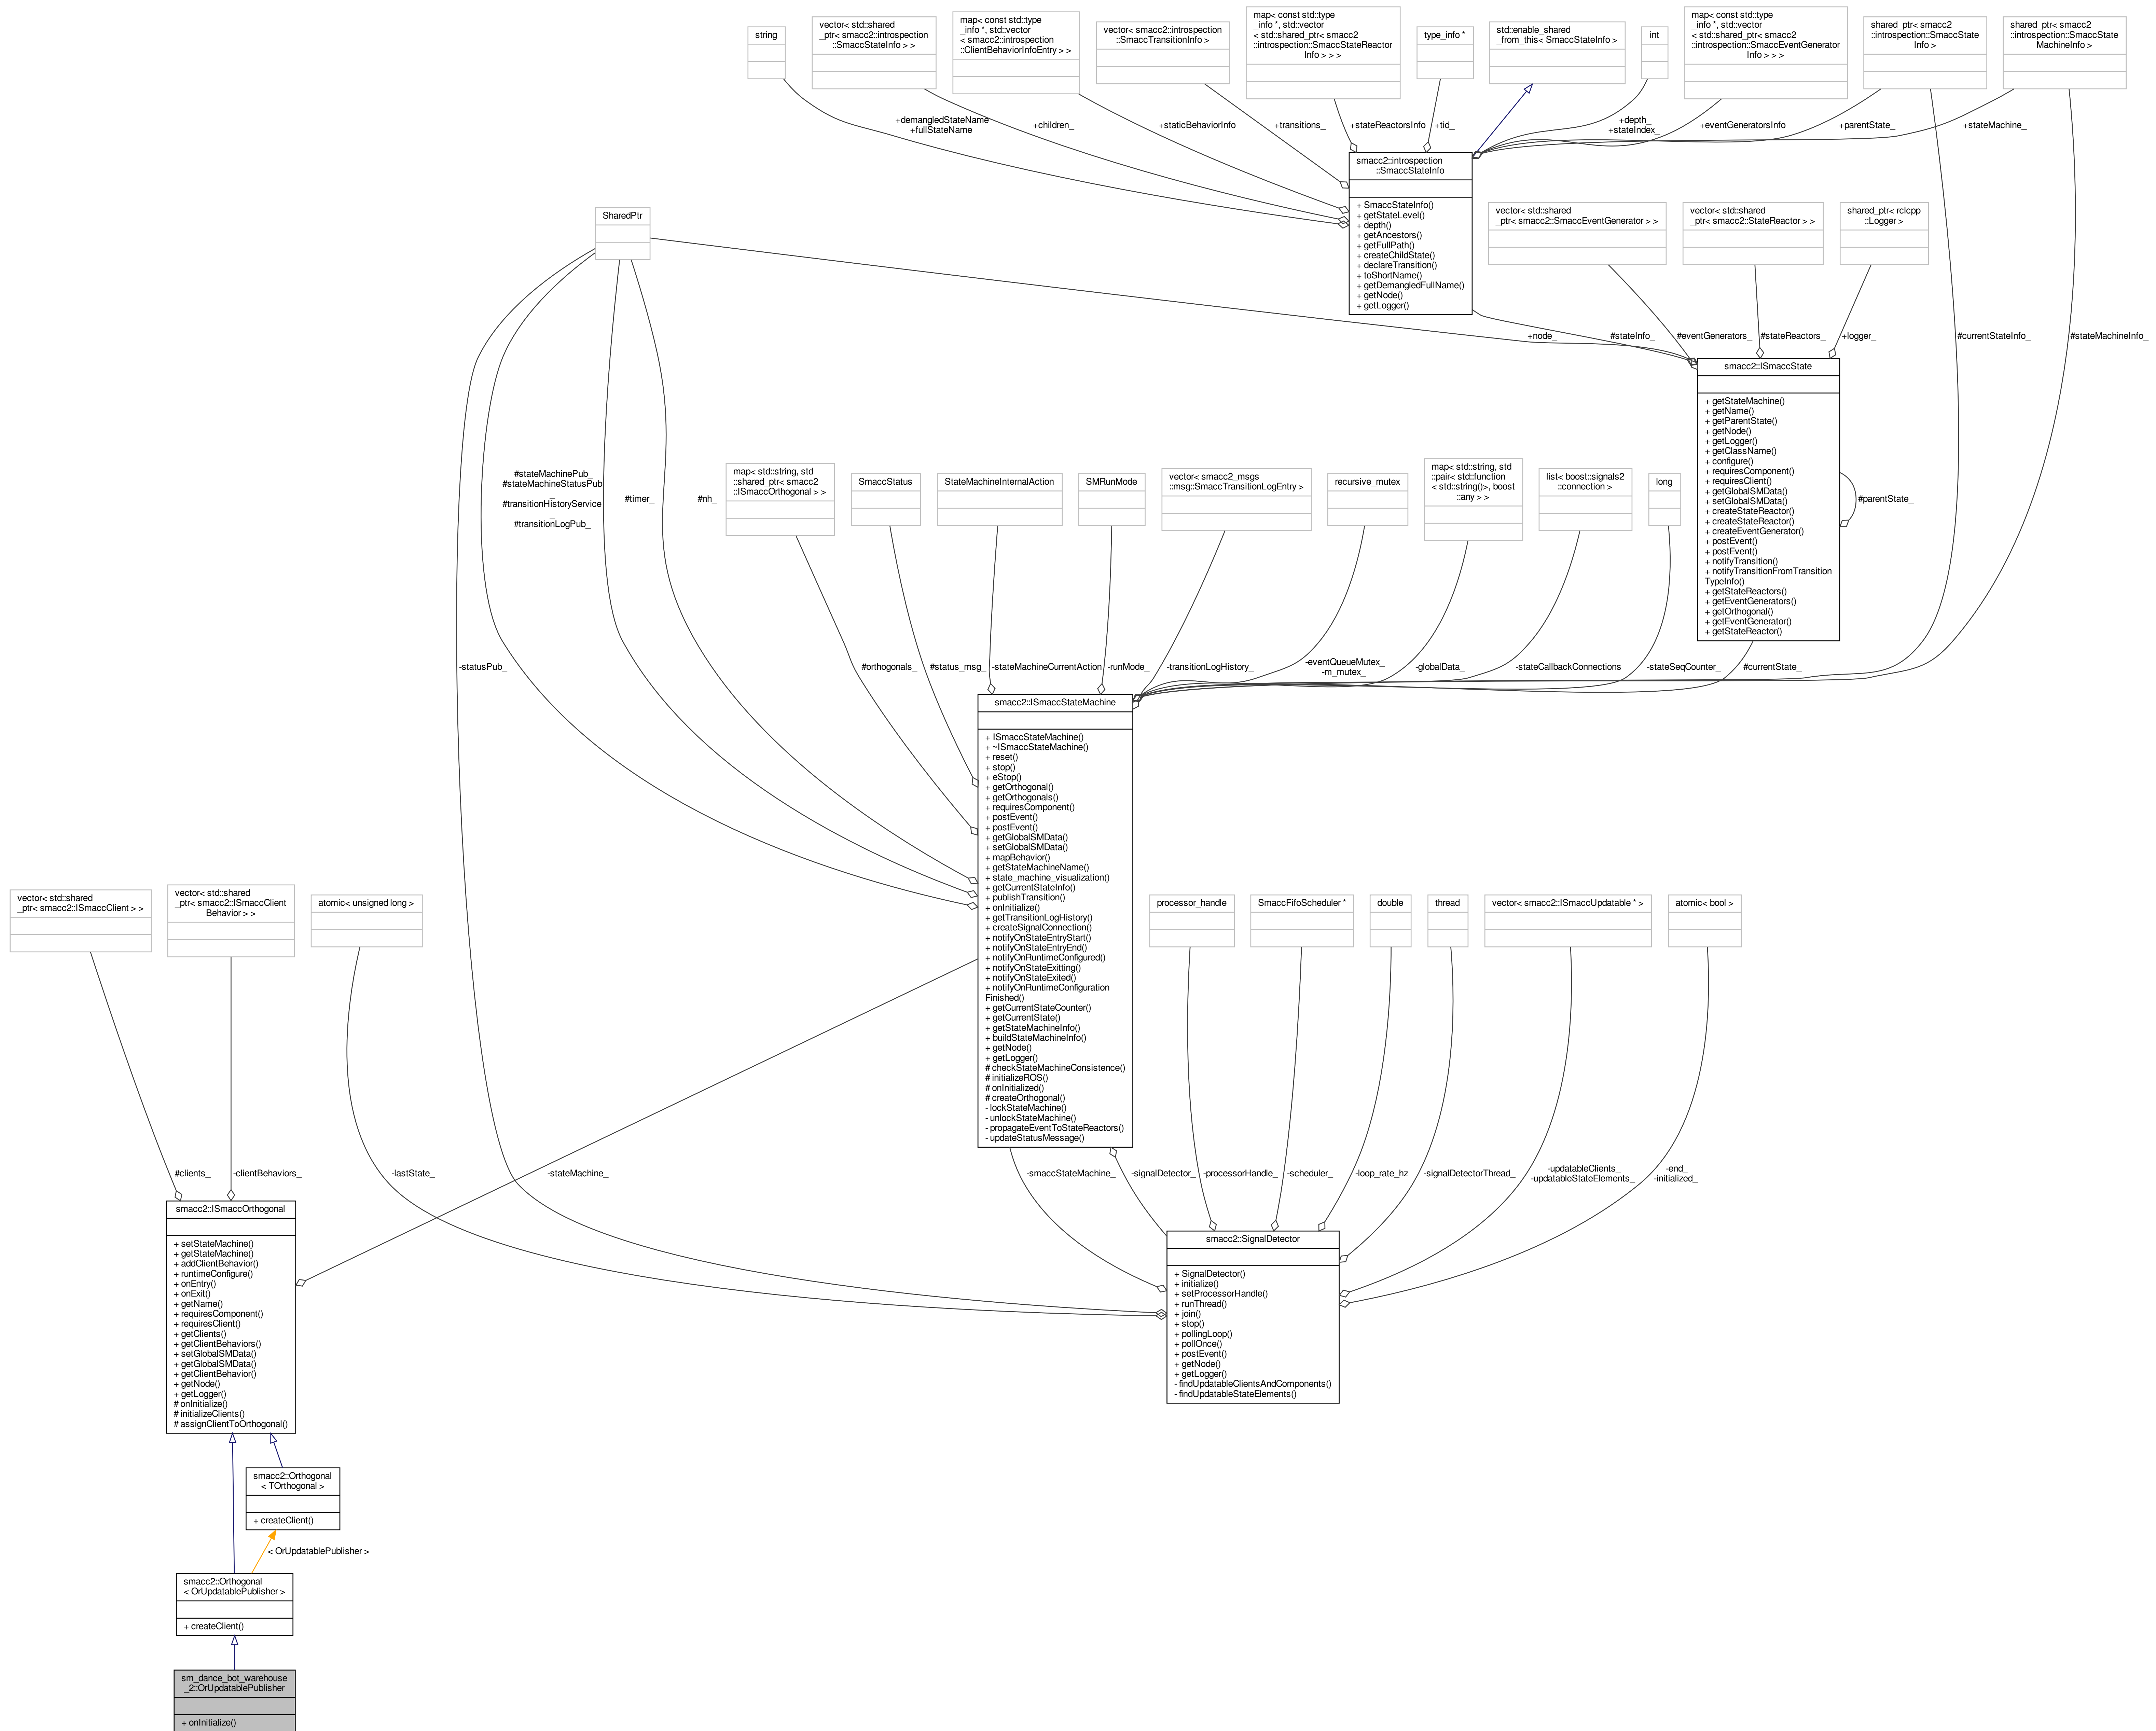 string
vector< std::shared
_ptr< smacc2::introspection
::SmaccStateInfo > >
map< const std::type
_info *, std::vector
< smacc2::introspection
::ClientBehaviorInfoEntry > >
vector< smacc2::introspection
::SmaccTransitionInfo >
map< const std::type
_info *, std::vector
< std::shared_ptr< smacc2
::introspection::SmaccStateReactor
Info > > >
type_info *
std::enable_shared
_from_this< SmaccStateInfo >
int
map< const std::type
_info *, std::vector
< std::shared_ptr< smacc2
::introspection::SmaccEventGenerator
Info > > >
shared_ptr< smacc2
::introspection::SmaccState
Info >
shared_ptr< smacc2
::introspection::SmaccState
MachineInfo >
+demangledStateName
+fullStateName
+children_
+staticBehaviorInfo
+transitions_
+stateReactorsInfo
+tid_
+depth_
+stateIndex_
+eventGeneratorsInfo
+parentState_
+stateMachine_
smacc2::introspection
::SmaccStateInfo
+ SmaccStateInfo()
+ getStateLevel()
+ depth()
+ getAncestors()
+ getFullPath()
+ createChildState()
+ declareTransition()
+ toShortName()
+ getDemangledFullName()
+ getNode()
+ getLogger()
SharedPtr
vector< std::shared
_ptr< smacc2::SmaccEventGenerator > >
vector< std::shared
_ptr< smacc2::StateReactor > >
shared_ptr< rclcpp
::Logger >
+node_
#stateInfo_
#eventGenerators_
#stateReactors_
+logger_
#currentStateInfo_
#stateMachineInfo_
smacc2::ISmaccState
+ getStateMachine()
+ getName()
+ getParentState()
+ getNode()
+ getLogger()
+ getClassName()
+ configure()
+ requiresComponent()
+ requiresClient()
+ getGlobalSMData()
+ setGlobalSMData()
+ createStateReactor()
+ createStateReactor()
+ createEventGenerator()
+ postEvent()
+ postEvent()
+ notifyTransition()
+ notifyTransitionFromTransition
TypeInfo()
+ getStateReactors()
+ getEventGenerators()
+ getOrthogonal()
+ getEventGenerator()
+ getStateReactor()
#parentState_
#stateMachinePub_
#stateMachineStatusPub
_
#transitionHistoryService
_
#transitionLogPub_
#timer_
#nh_
map< std::string, std
::shared_ptr< smacc2
::ISmaccOrthogonal > >
SmaccStatus
StateMachineInternalAction
SMRunMode
vector< smacc2_msgs
::msg::SmaccTransitionLogEntry >
recursive_mutex
map< std::string, std
::pair< std::function
< std::string()>, boost
::any > >
list< boost::signals2
::connection >
long
-statusPub_
#orthogonals_
#status_msg_
-stateMachineCurrentAction
-runMode_
-transitionLogHistory_
-eventQueueMutex_
-m_mutex_
-globalData_
-stateCallbackConnections
-stateSeqCounter_
#currentState_
smacc2::ISmaccStateMachine
+ ISmaccStateMachine()
+ ~ISmaccStateMachine()
+ reset()
+ stop()
+ eStop()
+ getOrthogonal()
+ getOrthogonals()
+ requiresComponent()
+ postEvent()
+ postEvent()
+ getGlobalSMData()
+ setGlobalSMData()
+ mapBehavior()
+ getStateMachineName()
+ state_machine_visualization()
+ getCurrentStateInfo()
+ publishTransition()
+ onInitialize()
+ getTransitionLogHistory()
+ createSignalConnection()
+ notifyOnStateEntryStart()
+ notifyOnStateEntryEnd()
+ notifyOnRuntimeConfigured()
+ notifyOnStateExitting()
+ notifyOnStateExited()
+ notifyOnRuntimeConfiguration
Finished()
+ getCurrentStateCounter()
+ getCurrentState()
+ getStateMachineInfo()
+ buildStateMachineInfo()
+ getNode()
+ getLogger()
# checkStateMachineConsistence()
# initializeROS()
# onInitialized()
# createOrthogonal()
- lockStateMachine()
- unlockStateMachine()
- propagateEventToStateReactors()
- updateStatusMessage()
vector< std::shared
_ptr< smacc2::ISmaccClient > >
vector< std::shared
_ptr< smacc2::ISmaccClient
Behavior > >
atomic< unsigned long >
processor_handle
SmaccFifoScheduler *
double
thread
vector< smacc2::ISmaccUpdatable * >
atomic< bool >
#clients_
-clientBehaviors_
-lastState_
-stateMachine_
-smaccStateMachine_
-signalDetector_
-processorHandle_
-scheduler_
-loop_rate_hz
-signalDetectorThread_
-updatableClients_
-updatableStateElements_
-end_
-initialized_
smacc2::ISmaccOrthogonal
+ setStateMachine()
+ getStateMachine()
+ addClientBehavior()
+ runtimeConfigure()
+ onEntry()
+ onExit()
+ getName()
+ requiresComponent()
+ requiresClient()
+ getClients()
+ getClientBehaviors()
+ setGlobalSMData()
+ getGlobalSMData()
+ getClientBehavior()
+ getNode()
+ getLogger()
# onInitialize()
# initializeClients()
# assignClientToOrthogonal()
smacc2::SignalDetector
+ SignalDetector()
+ initialize()
+ setProcessorHandle()
+ runThread()
+ join()
+ stop()
+ pollingLoop()
+ pollOnce()
+ postEvent()
+ getNode()
+ getLogger()
- findUpdatableClientsAndComponents()
- findUpdatableStateElements()
smacc2::Orthogonal
< TOrthogonal >
+ createClient()
< OrUpdatablePublisher >
smacc2::Orthogonal
< OrUpdatablePublisher >
+ createClient()
sm_dance_bot_warehouse
_2::OrUpdatablePublisher
+ onInitialize()